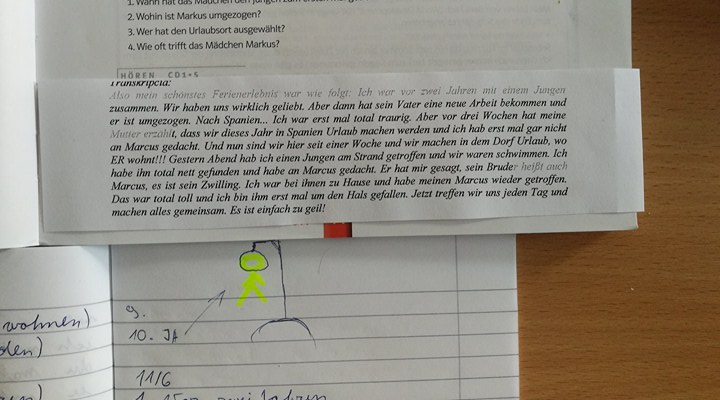 1. Wann hat das Mädchen den Jungen zum ersten
2. Wohin ist Markus umgezogen?
3. Wer hat den Urlaubsort ausgewählt?
4. Wie oft trifft das Mädchen Markus?
HÖREN CD1•5
Transkripcia:
Also mein schönstes Ferienerlebnis war wie folgt: Ich war vor zwei Jahren mit einem Jungen
zusammen. Wir haben uns wirklich geliebt. Aber dann hat sein Vater eine neue Arbeit bekommen und
er ist umgezogen. Nach Spanien... Ich war erst mal total traurig. Aber vor drei Wochen hat meine
Mutter erzählt, dass wir dieses Jahr in Spanien Urlaub machen werden und ich hab erst mal gar nicht
an Marcus gedacht. Und nun sind wir hier seit einer Woche und wir machen in dem Dorf Urlaub, wo
ER wohnt!!! Gestern Abend hab ich einen Jungen am Strand getroffen und wir waren schwimmen. Ich
habe ihn total nett gefunden und habe an Marcus gedacht. Er hat mir gesagt, sein Bruder heißt auch
Marcus, es ist sein Zwilling. Ich war bei ihnen zu Hause und habe meinen Marcus wieder getroffen.
Das war total toll und ich bin ihm erst mal um den Hals gefallen. Jetzt treffen wir uns jeden Tag und
machen alles gemeinsam. Es ist einfach zu geil!
wohnen)
9.
10. JA
11/6
1. zwei Jahren